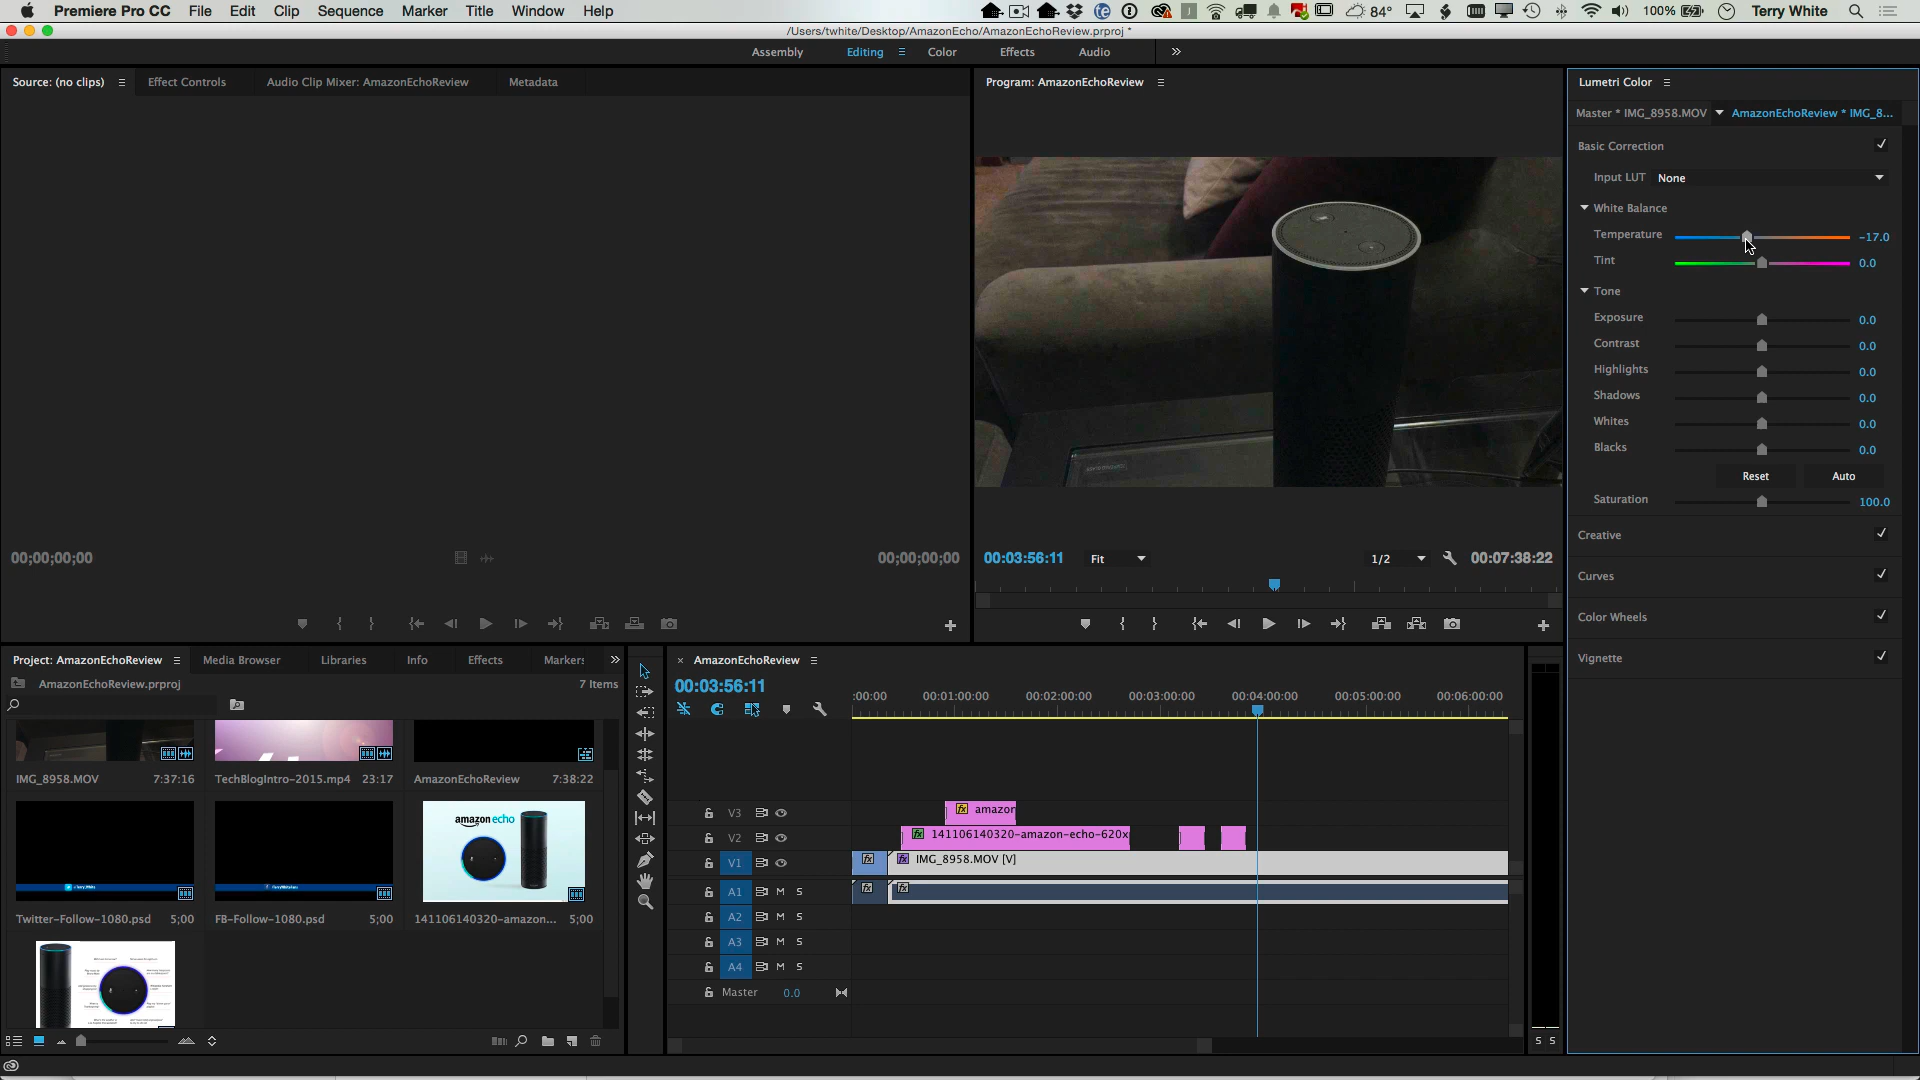 Premiere Pro CC File Edit Clip Sequence Marker Title Window Help 84° 100% Terry White
/Users/twhite/Desktop/AmazonEcho/AmazonEchoReview.prproj *
Assembly Editing Color Effects Audio
Source: (no clips) Effect Controls Audio Clip Mixer: AmazonEchoReview Metadata
Program: AmazonEchoReview
Lumetri Color
Master * IMG_8958.MOV AmazonEchoReview * IMG_8...
Basic Correction
Input LUT None
White Balance
Temperature -17.0
Tint 0.0
Tone
Exposure 0.0
Contrast 0.0
Highlights 0.0
Shadows 0.0
Whites 0.0
Blacks 0.0
Reset Auto
Saturation 100.0
Creative
Curves
Color Wheels
Vignette
00;00;00;00 00;00;00;00
00:03:56:11 Fit 1/2 00:07:38:22
Project: AmazonEchoReview Media Browser Libraries Info Effects Markers
AmazonEchoReview.prproj 7 Items
IMG_8958.MOV 7:37:16
TechBlogIntro-2015.mp4 23:17
AmazonEchoReview 7:38:22
amazon echo
Twitter-Follow-1080.psd 5;00
FB-Follow-1080.psd 5;00
141106140320-amazon... 5;00
AmazonEchoReview
00:03:56:11
:00:00 00:01:00:00 00:02:00:00 00:03:00:00 00:04:00:00 00:05:00:00 00:06:00:00
V3 fx amazon
V2 fx 141106140320-amazon-echo-620x
V1 fx fx IMG_8958.MOV [V]
A1 M S fx fx
A2 M S
A3 M S
A4 M S
Master 0.0
S S